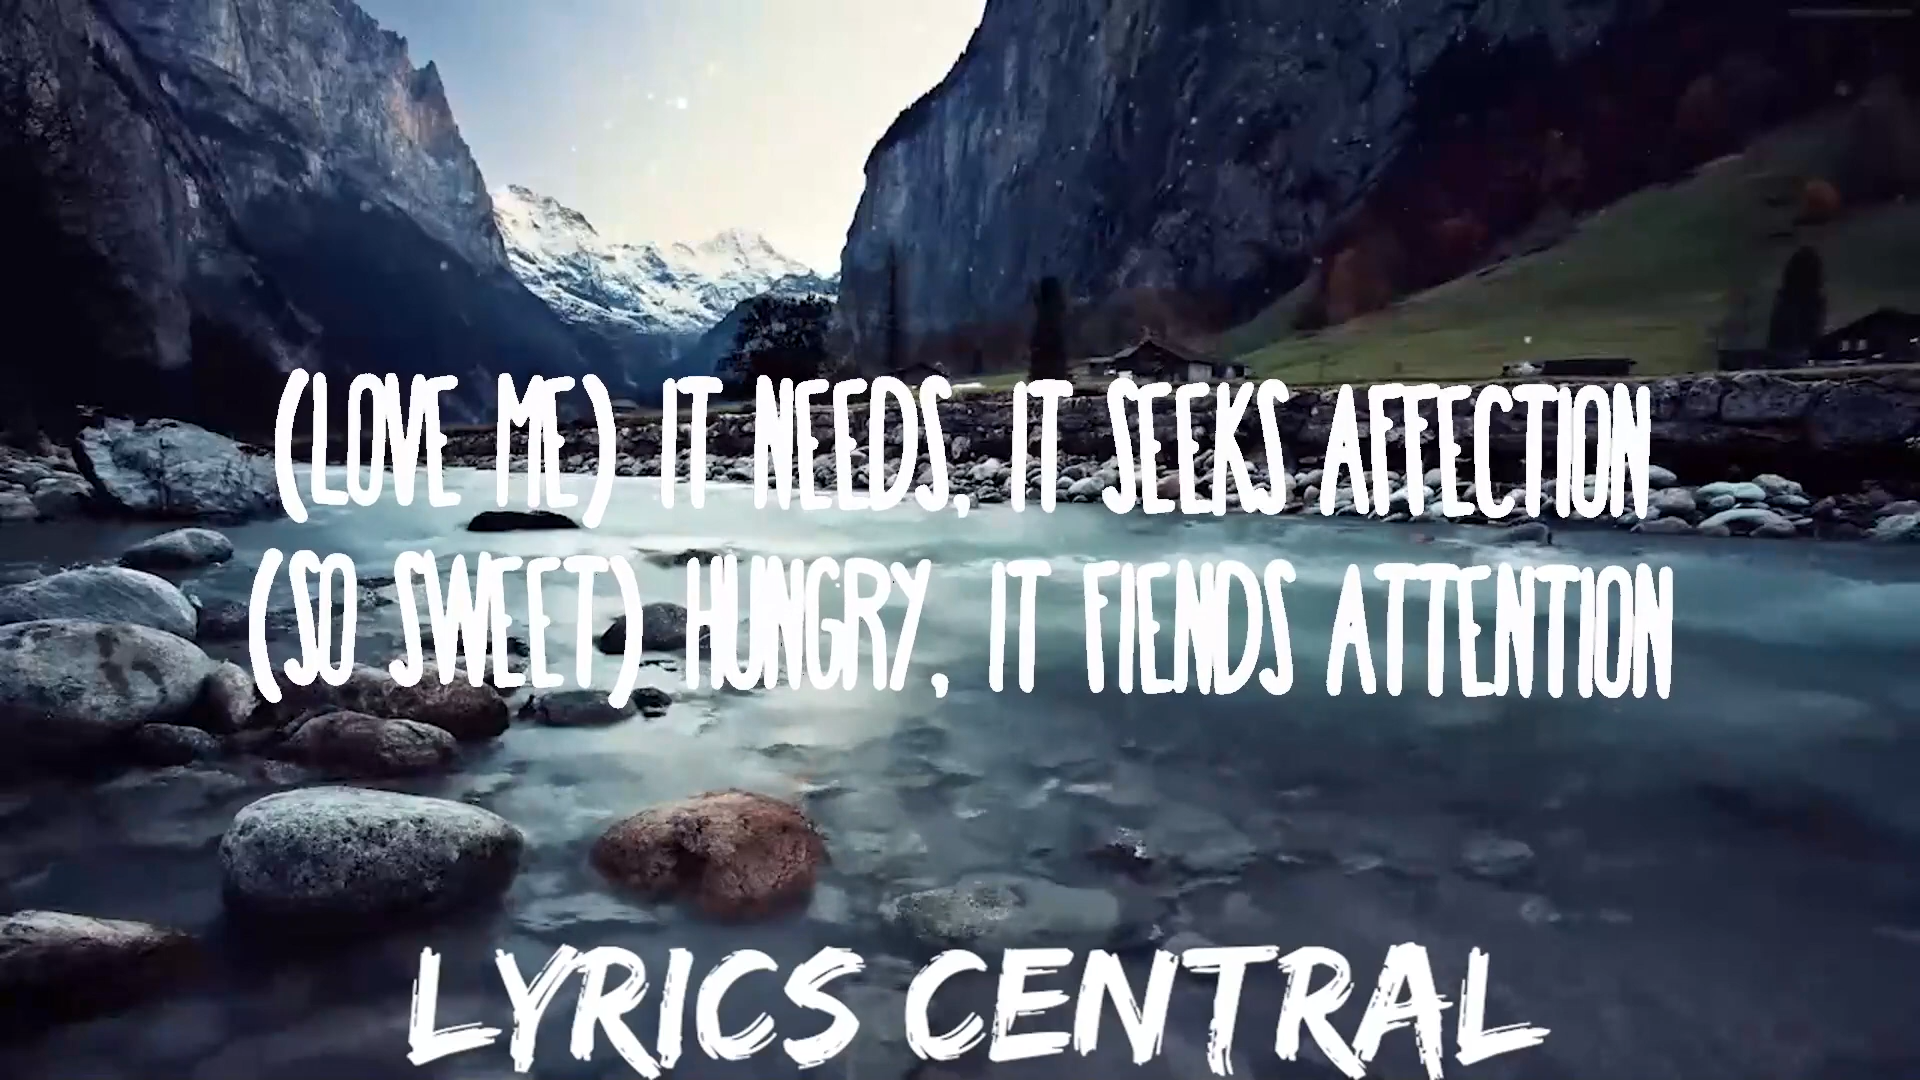 (LOVE ME) IT NEEDS, IT SEEKS AFFECTION
(SO SWEET) HUNGRY, IT FIENDS ATTENTION
LYRICS CENTRAL